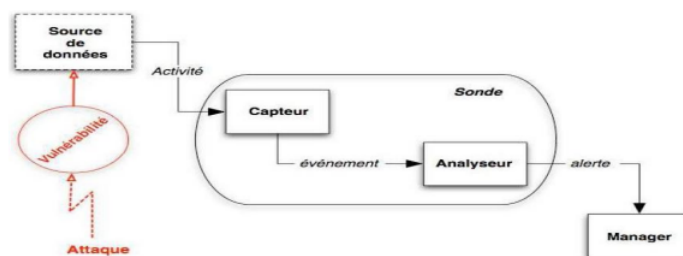 Source
de
données
Activité
Sonde
Capteur
Vulnérabilité
événement
Analyseur
alerte
Attaque
Manager